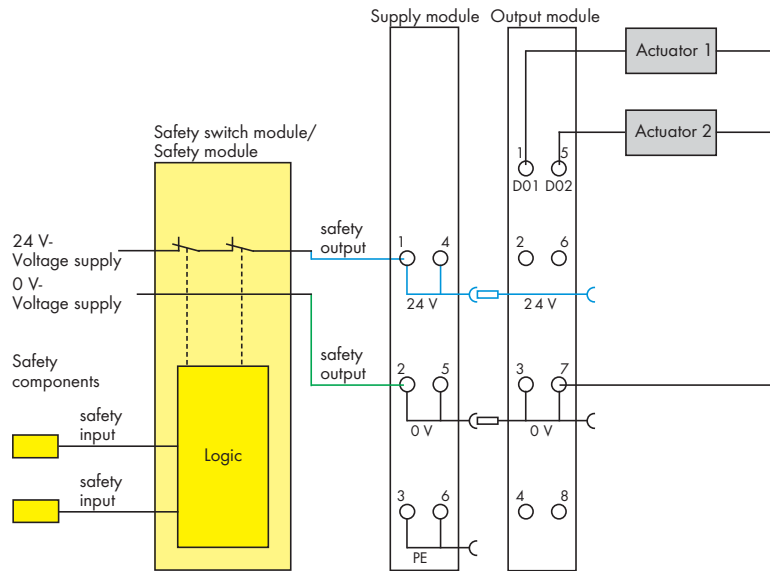 Supply module
Output module
Actuator 1
Actuator 2
Safety switch module/
Safety module
1
5
D01
D02
24 V-
Voltage supply
0 V-
Voltage supply
safety
output
1
4
2
6
24 V
24 V
Safety
components
safety
output
2
5
3
7
0 V
0 V
safety
input
Logic
safety
input
3
6
4
8
PE